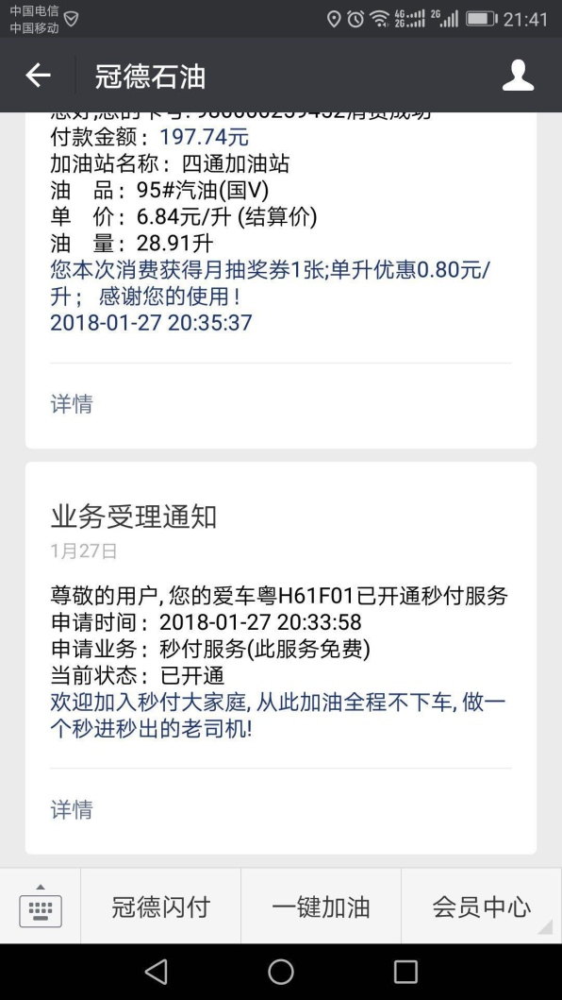 中国电信
中国移动
4G
2G
2G
21:41
冠德石油
付款金额：197.74元
加油站名称：四通加油站
油 品：95#汽油(国V)
单 价：6.84元/升 (结算价)
油 量：28.91升
您本次消费获得月抽奖券1张;单升优惠0.80元/
升； 感谢您的使用！
2018-01-27 20:35:37
详情
业务受理通知
1月27日
尊敬的用户, 您的爱车粤H61F01已开通秒付服务
申请时间：2018-01-27 20:33:58
申请业务：秒付服务(此服务免费)
当前状态：已开通
欢迎加入秒付大家庭, 从此加油全程不下车, 做一
个秒进秒出的老司机!
详情
冠德闪付
一键加油
会员中心